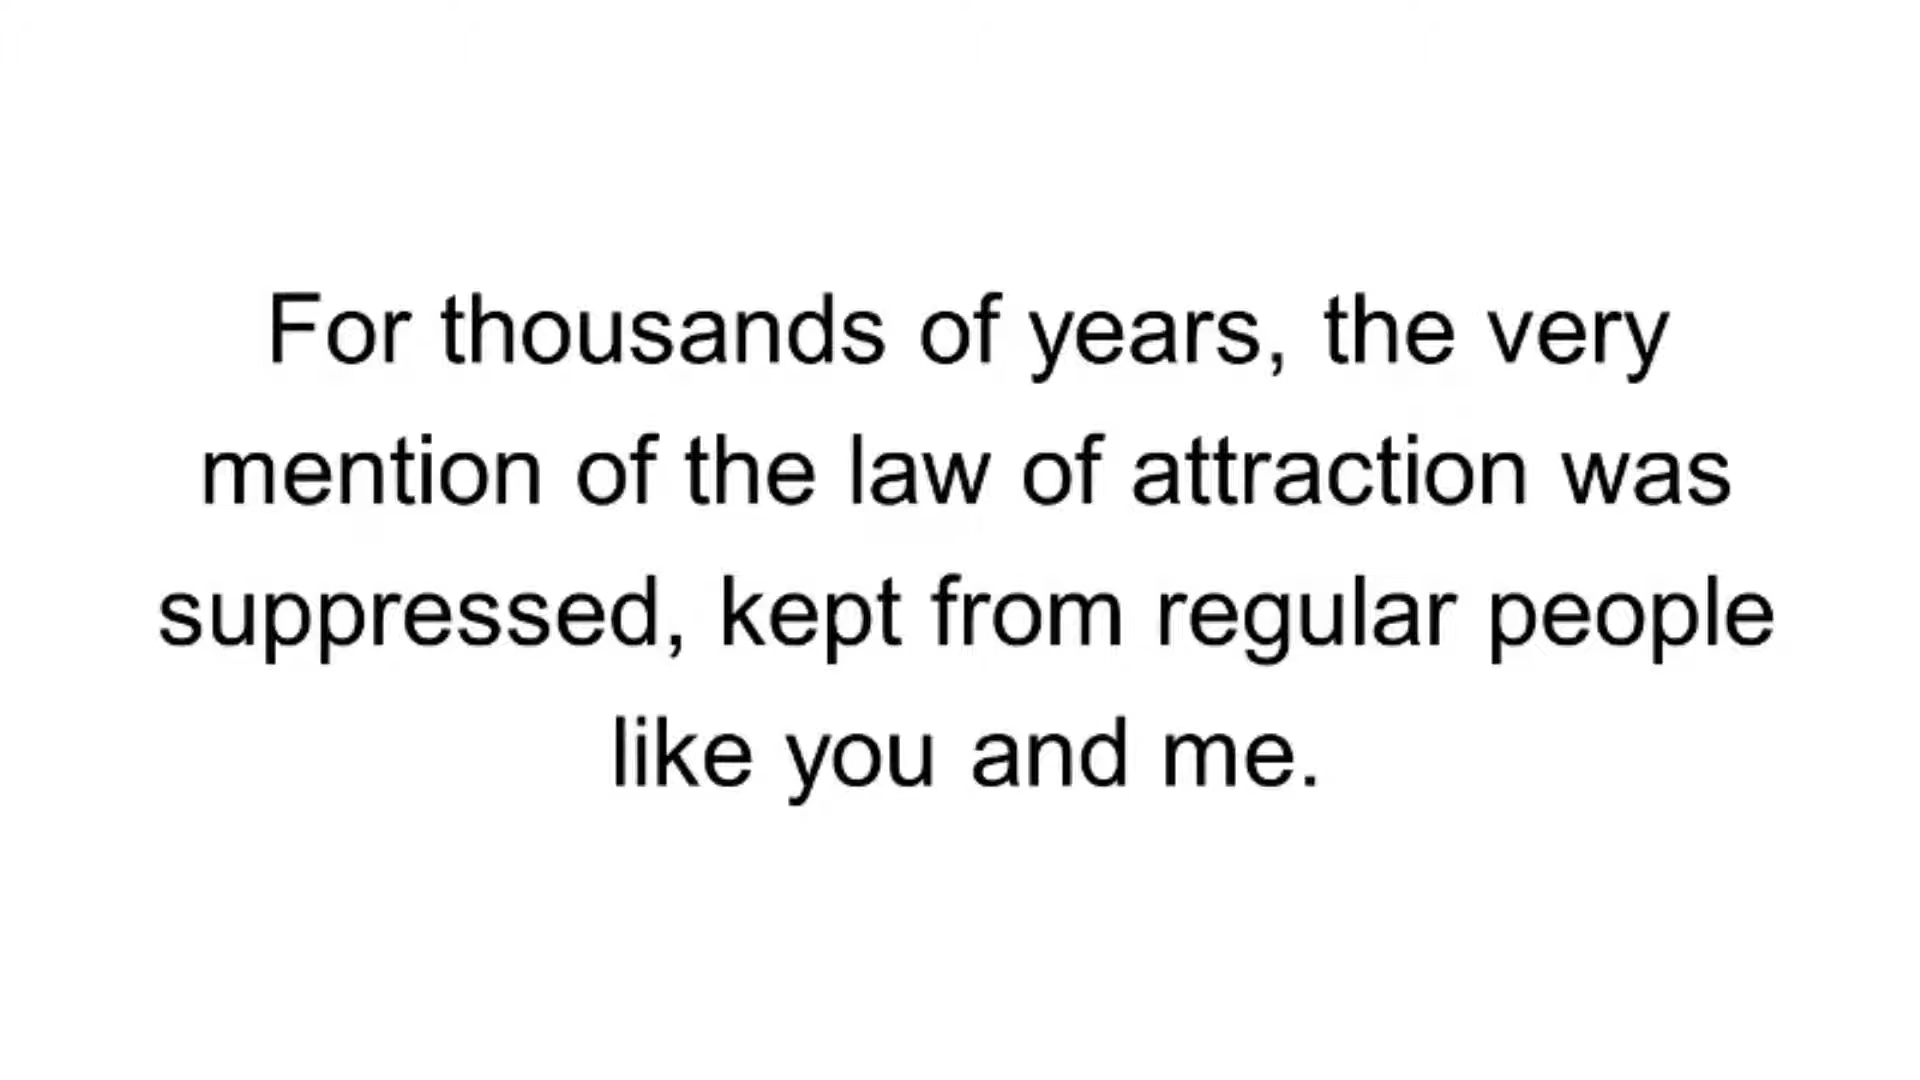 For thousands of years, the very
mention of the law of attraction was
suppressed, kept from regular people
like you and me.